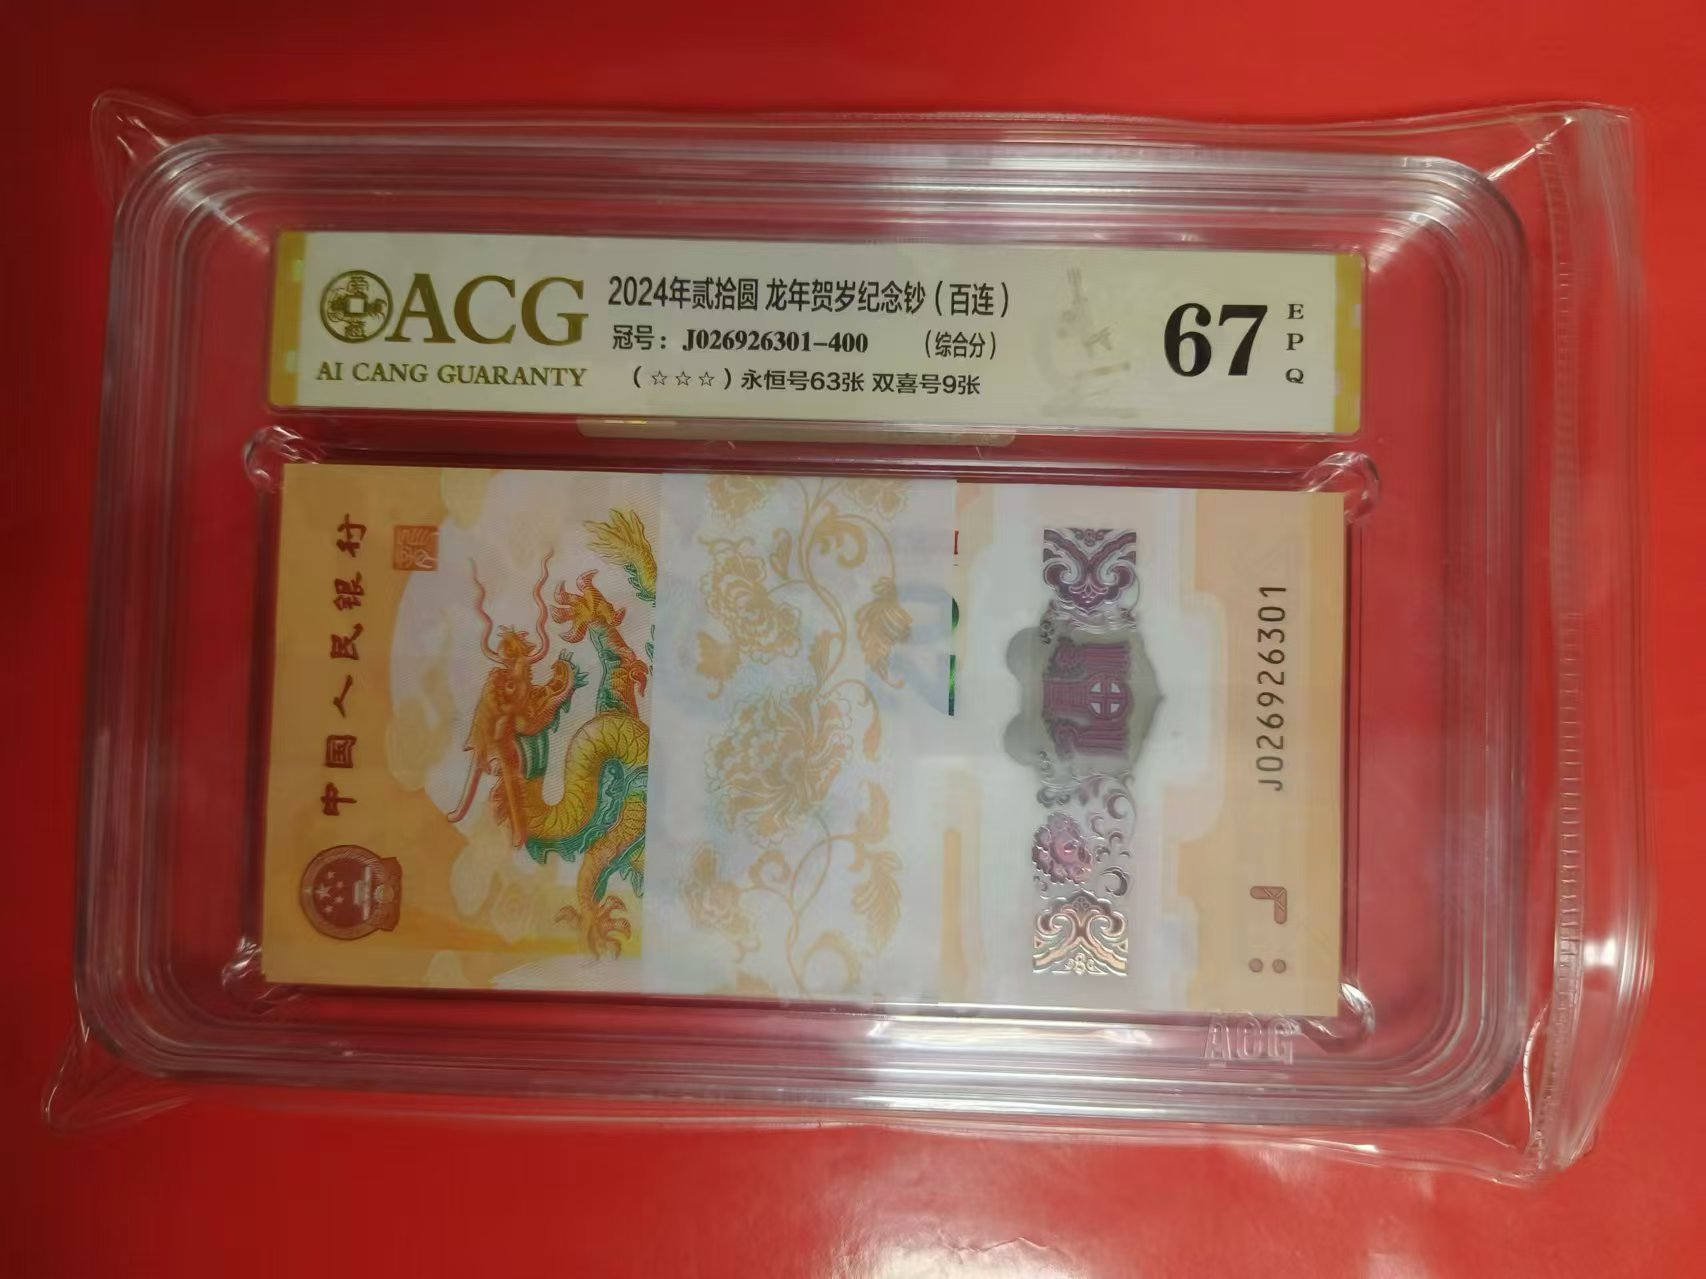 ACG
AI CANG GUARANTY
2024年贰拾圆 龙年贺岁纪念钞(百连)
冠号: J026926301-400 (综合分)
(☆☆☆)永恒号63张 双喜号9张
67
EPQ
中国人民银行
20
J026926301
ACG